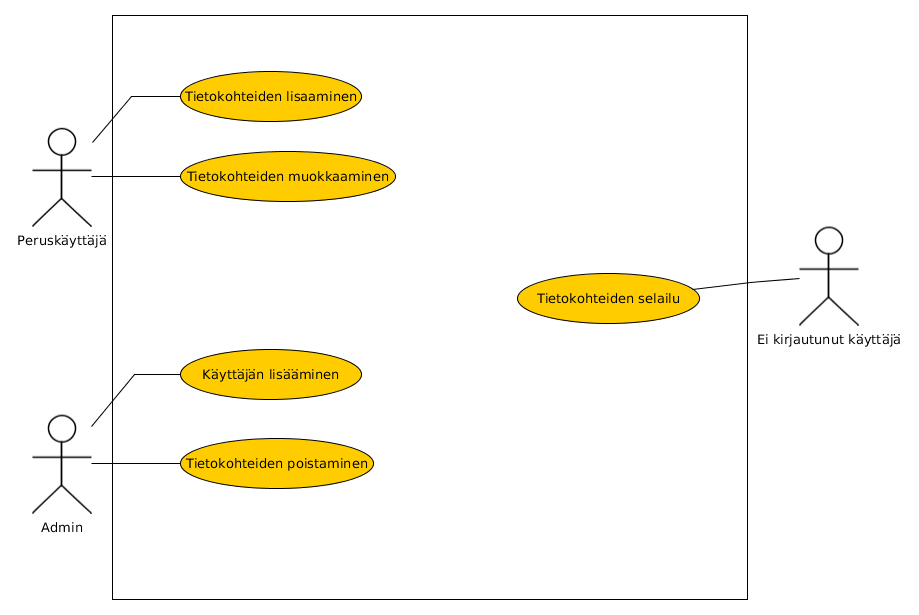 Tietokohteiden lisaaminen
Tietokohteiden muokkaaminen
Peruskäyttäjä
Tietokohteiden selailu
Ei kirjautunut käyttäjä
Käyttäjän lisääminen
Tietokohteiden poistaminen
Admin